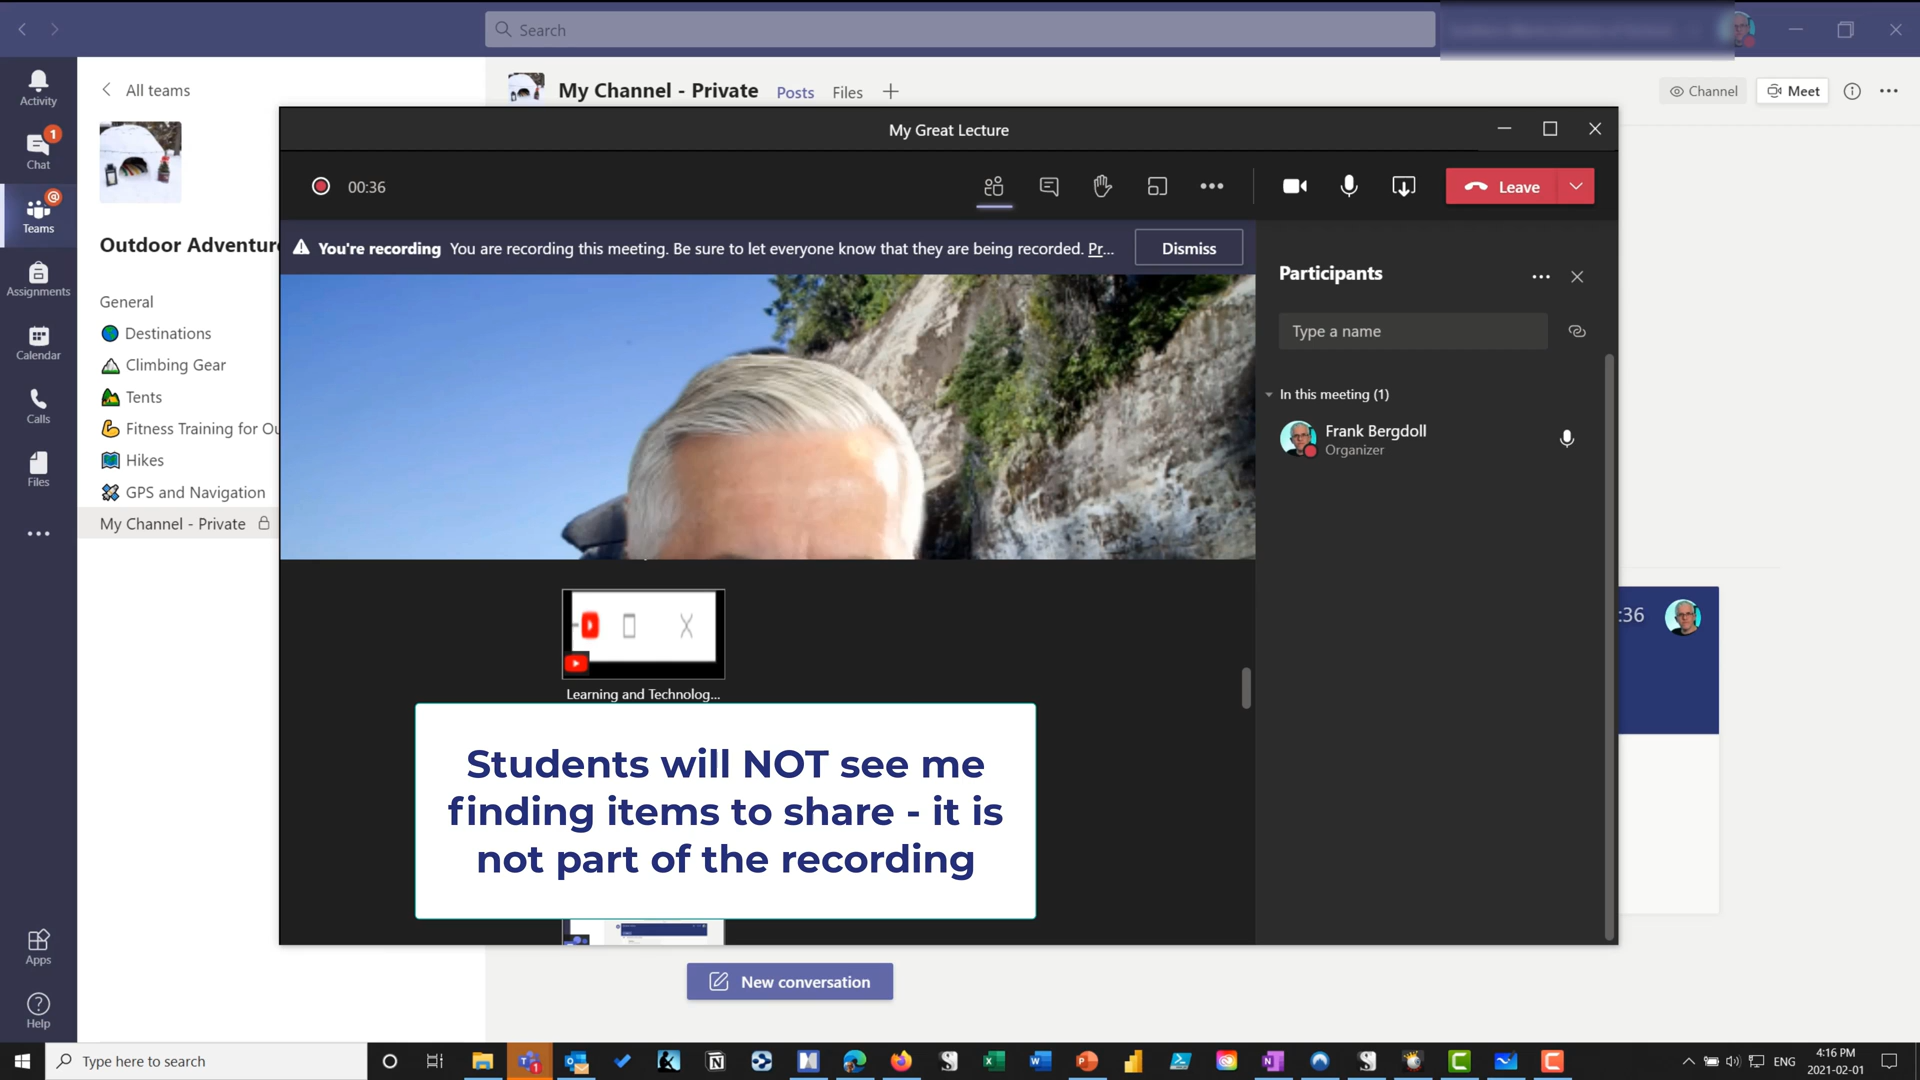 Search
Activity
1
Chat
Teams
Assignments
Calendar
Calls
Files
Apps
Help
All teams
Outdoor Adventur
General
Destinations
Climbing Gear
Tents
Fitness Training for Ou
Hikes
GPS and Navigation
My Channel - Private
My Channel - Private
Posts
Files
Channel
Meet
My Great Lecture
00:36
Leave
You're recording You are recording this meeting. Be sure to let everyone know that they are being recorded. Pr...
Dismiss
Participants
Type a name
In this meeting (1)
Frank Bergdoll
Organizer
Learning and Technolog...
Students will NOT see me
finding items to share - it is
not part of the recording
:36
New conversation
Type here to search
ENG
4:16 PM
2021-02-01